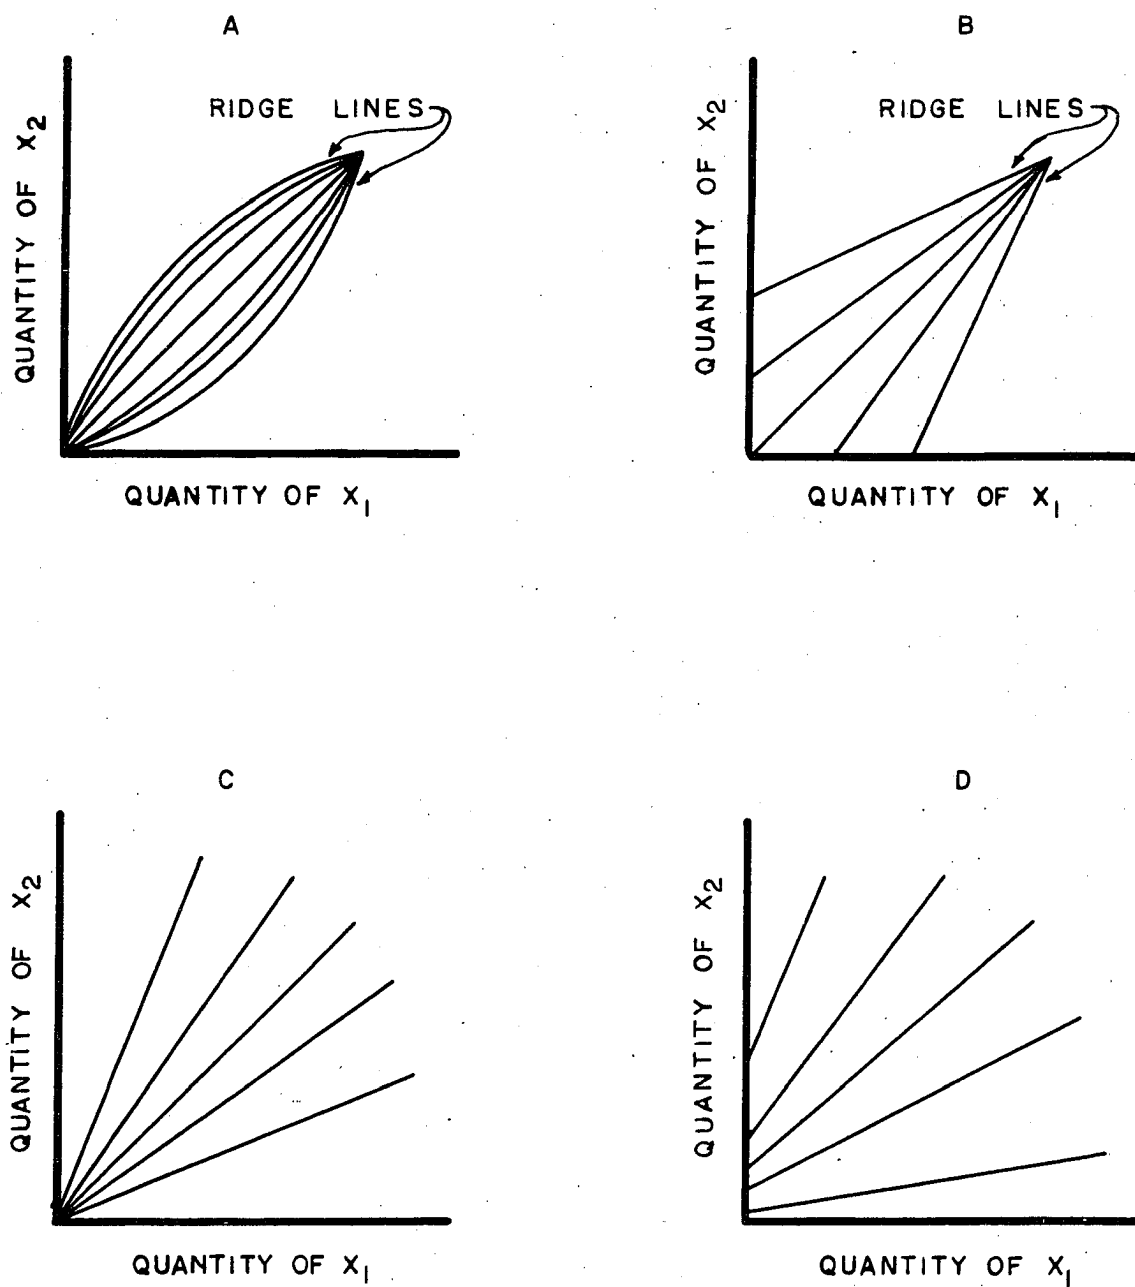 A
RIDGE LINES
QUANTITY OF X₂
QUANTITY OF X₁
B
RIDGE LINES
QUANTITY OF X₂
QUANTITY OF X₁
C
QUANTITY OF X₂
QUANTITY OF X₁
D
QUANTITY OF X₂
QUANTITY OF X₁